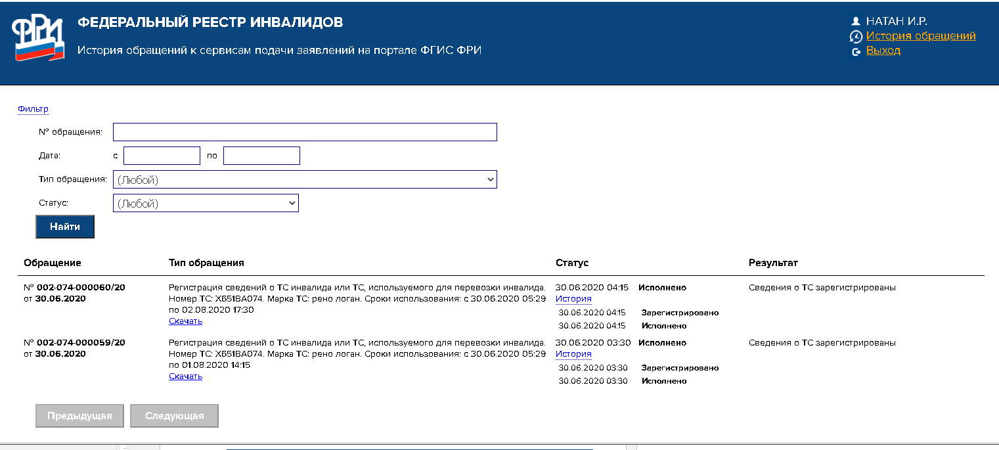 ФРИ
ФЕДЕРАЛЬНЫЙ РЕЕСТР ИНВАЛИДОВ
История обращений к сервисам подачи заявлений на портале ФГИС ФРИ
НАТАН И.Р.
История обращений
Выход
Фильтр
№ обращения:
Дата: с по
Тип обращения: (Любой)
Статус: (Любой)
Найти
Обращение Тип обращения Статус Результат
№ 002-074-000060/20 Регистрация сведений о ТС инвалида или ТС, используемого для перевозки инвалида. 30.06.2020 04:15 Исполнено Сведения о ТС зарегистрированы
от 30.06.2020 Номер ТС: Х651ВА074. Марка ТС: рено логан. Сроки использования: с 30.06.2020 05:29 История
по 02.08.2020 17:30 30.06.2020 04:15 Зарегистрировано
Скачать 30.06.2020 04:15 Исполнено
№ 002-074-000059/20 Регистрация сведений о ТС инвалида или ТС, используемого для перевозки инвалида. 30.06.2020 03:30 Исполнено Сведения о ТС зарегистрированы
от 30.06.2020 Номер ТС: Х651ВА074. Марка ТС: рено логан. Сроки использования: с 30.06.2020 05:29 История
по 01.08.2020 14:15 30.06.2020 03:30 Зарегистрировано
Скачать 30.06.2020 03:30 Исполнено
Предыдущая Следующая